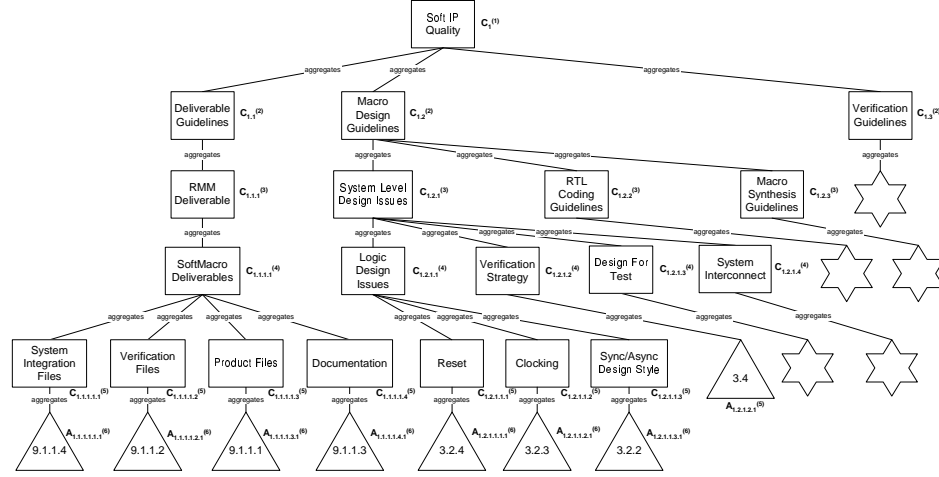 Soft IP
Quality
C1(1)
aggregates
aggregates
aggregates
Deliverable
Guidelines
C1.1(2)
Macro
Design
Guidelines
C1.2(2)
Verification
Guidelines
C1.3(2)
aggregates
aggregates
aggregates
aggregates
aggregates
RMM
Deliverable
C1.1.1(3)
System Level
Design Issues
C1.2.1(3)
RTL
Coding
Guidelines
C1.2.2(3)
Macro
Synthesis
Guidelines
C1.2.3(3)
aggregates
aggregates
aggregates
aggregates
aggregates
aggregates
aggregates
SoftMacro
Deliverables
C1.1.1.1(4)
Logic
Design
Issues
C1.2.1.1(4)
Verification
Strategy
C1.2.1.2(4)
Design For
Test
C1.2.1.3(4)
System
Interconnect
C1.2.1.4(4)
aggregates
aggregates
aggregates
aggregates
aggregates
aggregates
aggregates
aggregates
aggregates
aggregates
System
Integration
Files
C1.1.1.1.1(5)
Verification
Files
C1.1.1.1.2(5)
Product Files
C1.1.1.1.3(5)
Documentation
C1.1.1.1.4(5)
Reset
C1.2.1.1.1(5)
Clocking
C1.2.1.1.2(5)
Sync/Async
Design Style
C1.2.1.1.3(5)
3.4
A1.2.1.2.1(5)
aggregates
aggregates
aggregates
aggregates
aggregates
aggregates
aggregates
9.1.1.4
A1.1.1.1.1.1(6)
9.1.1.2
A1.1.1.1.2.1(6)
9.1.1.1
A1.1.1.1.3.1(6)
9.1.1.3
A1.1.1.1.4.1(6)
3.2.4
A1.2.1.1.1.1(6)
3.2.3
A1.2.1.1.2.1(6)
3.2.2
A1.2.1.1.3.1(6)